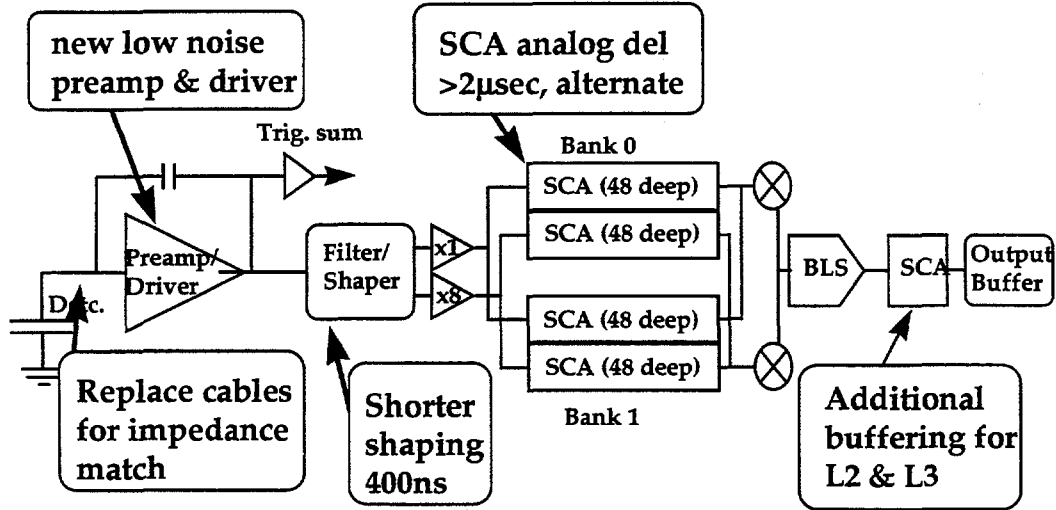 new low noise
preamp & driver
SCA analog del
>2µsec, alternate
Trig. sum
Bank 0
SCA (48 deep)
SCA (48 deep)
Preamp/
Driver
Filter/
Shaper
x1
x8
BLS
SCA
Output
Buffer
Detc.
SCA (48 deep)
SCA (48 deep)
Bank 1
Replace cables
for impedance
match
Shorter
shaping
400ns
Additional
buffering for
L2 & L3